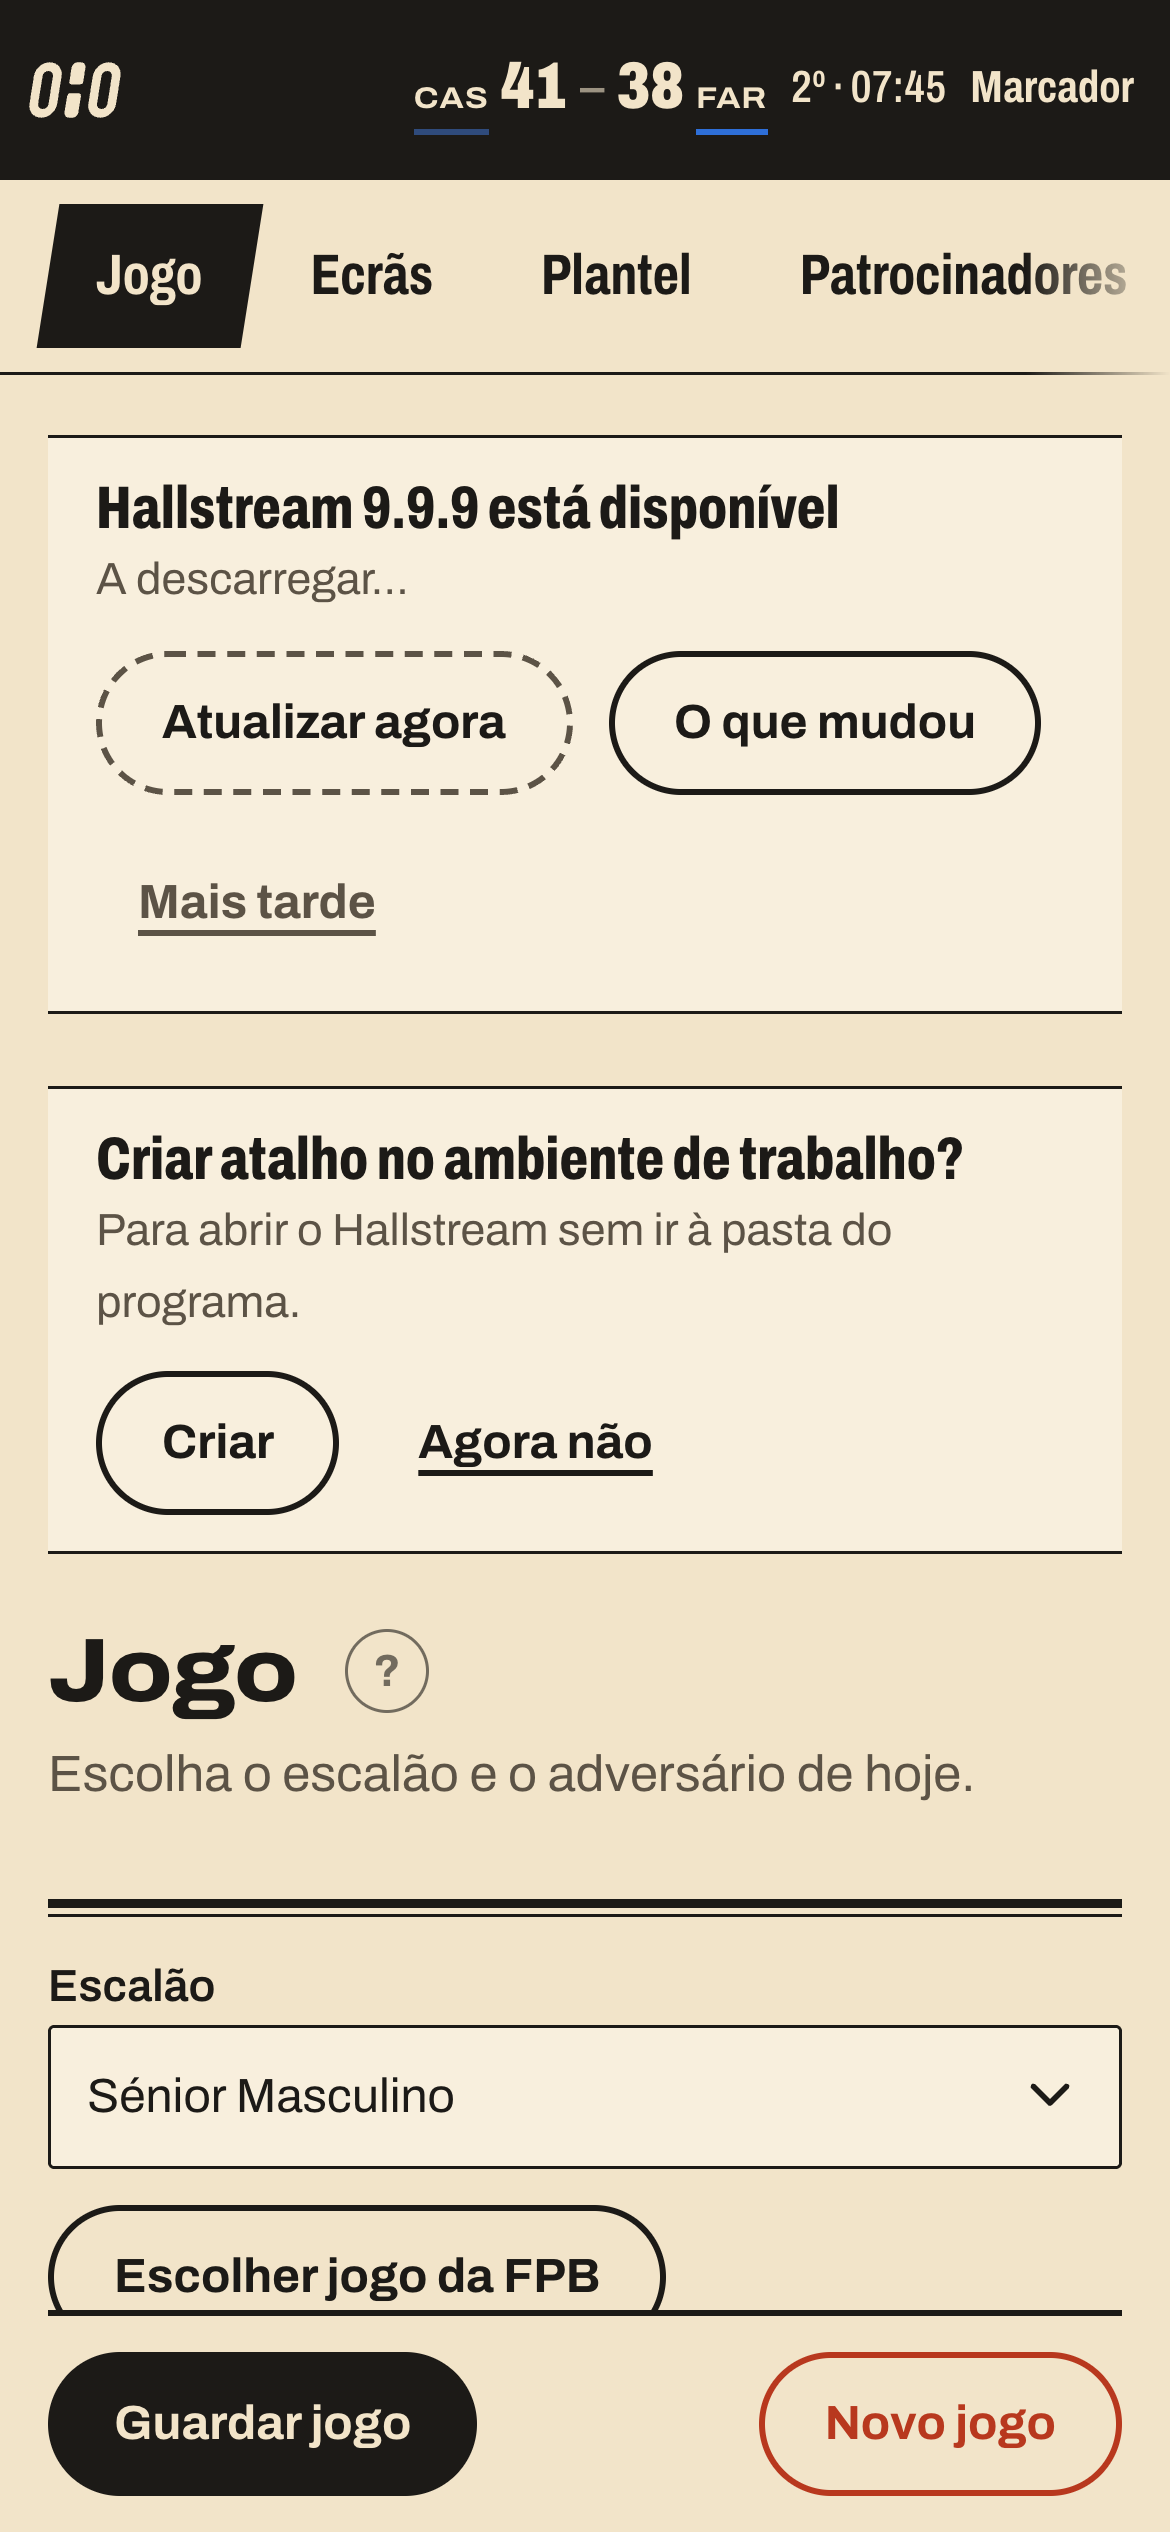 0:0
CAS 41 – 38 FAR 2º · 07:45 Marcador
Jogo Ecrãs Plantel Patrocinadores
Hallstream 9.9.9 está disponível
A descarregar...
Atualizar agora O que mudou
Mais tarde
Criar atalho no ambiente de trabalho?
Para abrir o Hallstream sem ir à pasta do
programa.
Criar Agora não
Jogo ?
Escolha o escalão e o adversário de hoje.
Escalão
Sénior Masculino
Escolher jogo da FPB
Guardar jogo Novo jogo